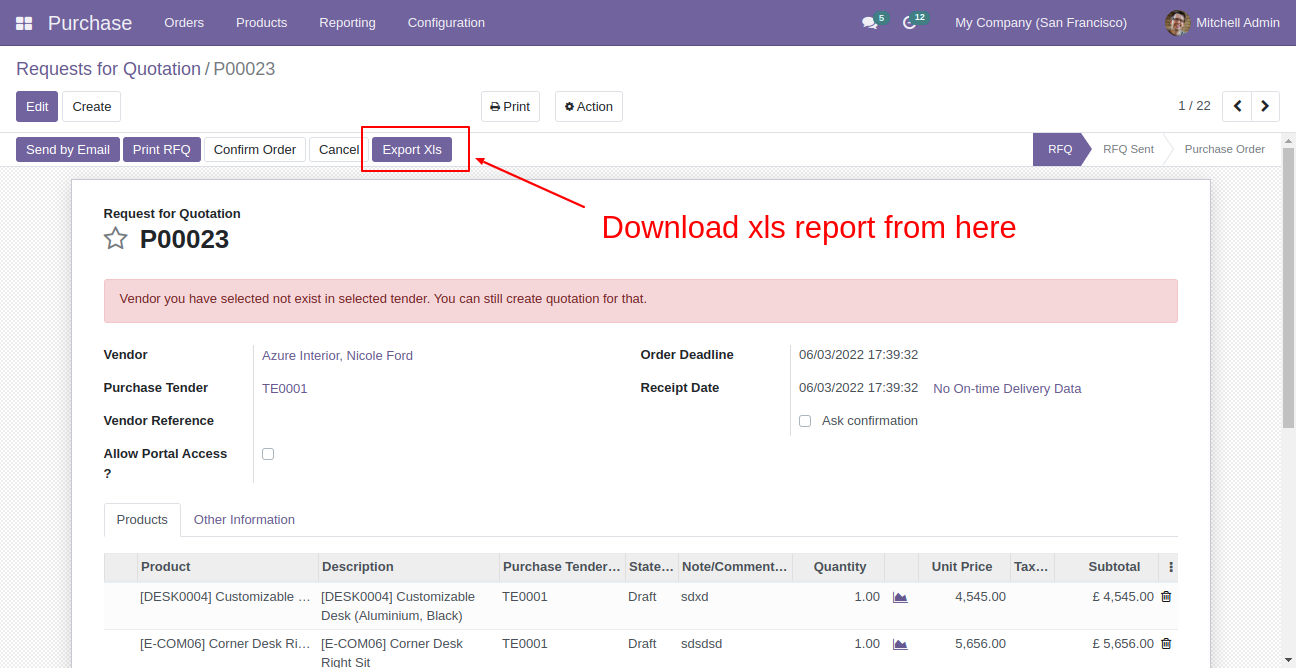 Purchase Orders Products Reporting Configuration 5 12 My Company (San Francisco) Mitchell Admin
Requests for Quotation / P00023
Edit Create Print Action 1 / 22
Send by Email Print RFQ Confirm Order Cancel Export Xls RFQ RFQ Sent Purchase Order
Download xls report from here
Request for Quotation
P00023
Vendor you have selected not exist in selected tender. You can still create quotation for that.
Vendor Azure Interior, Nicole Ford Order Deadline 06/03/2022 17:39:32
Purchase Tender TE0001 Receipt Date 06/03/2022 17:39:32 No On-time Delivery Data
Vendor Reference Ask confirmation
Allow Portal Access
?
Products Other Information
Product Description Purchase Tender... State... Note/Comment... Quantity Unit Price Tax... Subtotal
[DESK0004] Customizable ... [DESK0004] Customizable TE0001 Draft sdxd 1.00 4,545.00 £ 4,545.00
Desk (Aluminium, Black)
[E-COM06] Corner Desk Ri... [E-COM06] Corner Desk TE0001 Draft sdsdsd 1.00 5,656.00 £ 5,656.00
Right Sit